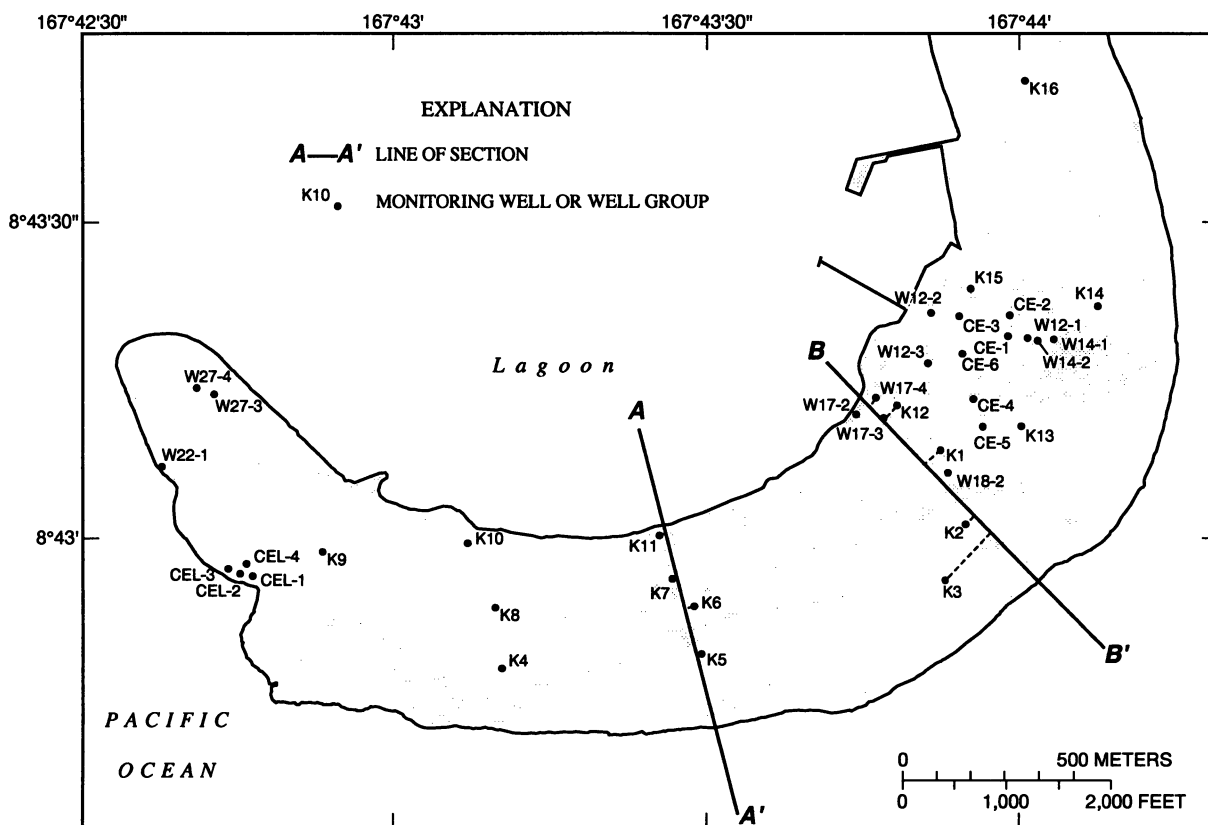 167°42'30"
167°43'
167°43'30"
167°44'
K16
EXPLANATION
A—A' LINE OF SECTION
K10 MONITORING WELL OR WELL GROUP
8°43'30"
K15
W12-2
CE-2
K14
CE-3
W12-1
CE-1
W14-1
W12-3
CE-6
W14-2
B
Lagoon
W27-4
W27-3
W17-4
W17-2
K12
CE-4
A
W17-3
CE-5
K13
W22-1
K1
W18-2
8°43'
K10
K11
K2
CEL-4
K9
CEL-3
CEL-1
CEL-2
K7
K3
K6
K8
K5
K4
B'
PACIFIC
OCEAN
0 500 METERS
0 1,000 2,000 FEET
A'